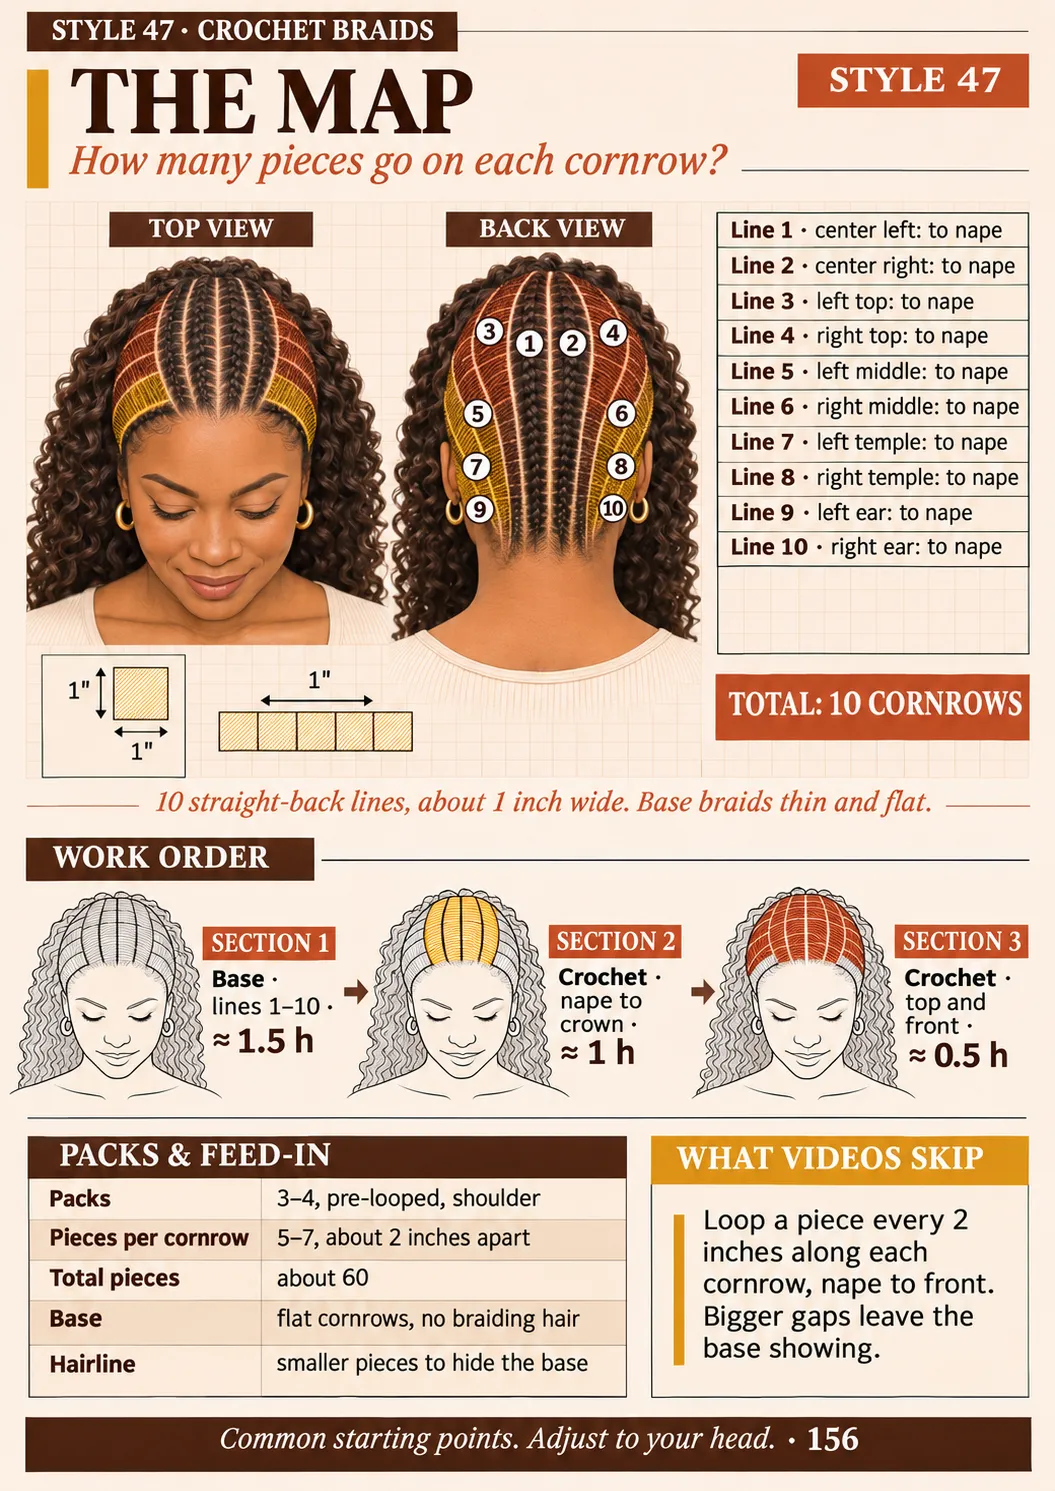 STYLE 47 · CROCHET BRAIDS
THE MAP
STYLE 47
How many pieces go on each cornrow?
TOP VIEW
BACK VIEW
3
1
2
4
5
6
7
8
9
10
Line 1 · center left: to nape
Line 2 · center right: to nape
Line 3 · left top: to nape
Line 4 · right top: to nape
Line 5 · left middle: to nape
Line 6 · right middle: to nape
Line 7 · left temple: to nape
Line 8 · right temple: to nape
Line 9 · left ear: to nape
Line 10 · right ear: to nape
1"
1"
1"
TOTAL: 10 CORNROWS
10 straight-back lines, about 1 inch wide. Base braids thin and flat.
WORK ORDER
SECTION 1
Base ·
lines 1–10 ·
≈ 1.5 h
SECTION 2
Crochet ·
nape to
crown ·
≈ 1 h
SECTION 3
Crochet ·
top and
front ·
≈ 0.5 h
PACKS & FEED-IN
Packs 3–4, pre-looped, shoulder
Pieces per cornrow 5–7, about 2 inches apart
Total pieces about 60
Base flat cornrows, no braiding hair
Hairline smaller pieces to hide the base
WHAT VIDEOS SKIP
Loop a piece every 2
inches along each
cornrow, nape to front.
Bigger gaps leave the
base showing.
Common starting points. Adjust to your head. · 156